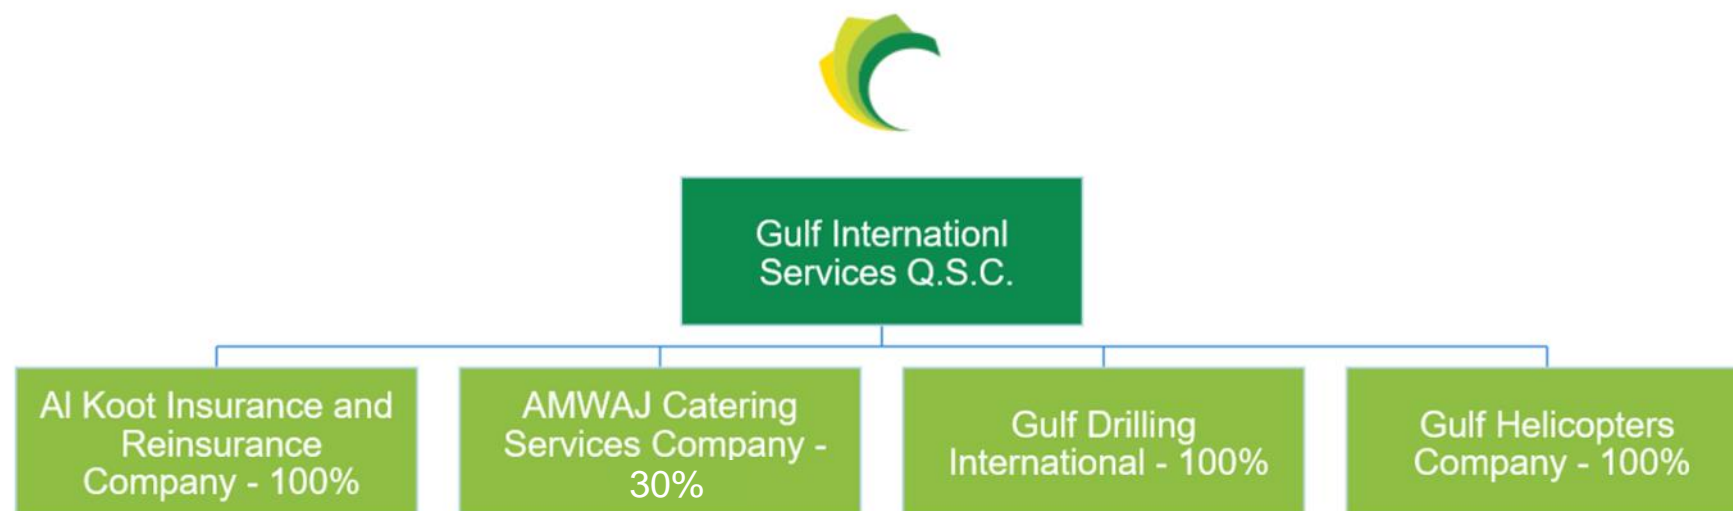 Gulf Internationl
Services Q.S.C.
Al Koot Insurance and
Reinsurance
Company - 100%
AMWAJ Catering
Services Company -
30%
Gulf Drilling
International - 100%
Gulf Helicopters
Company - 100%